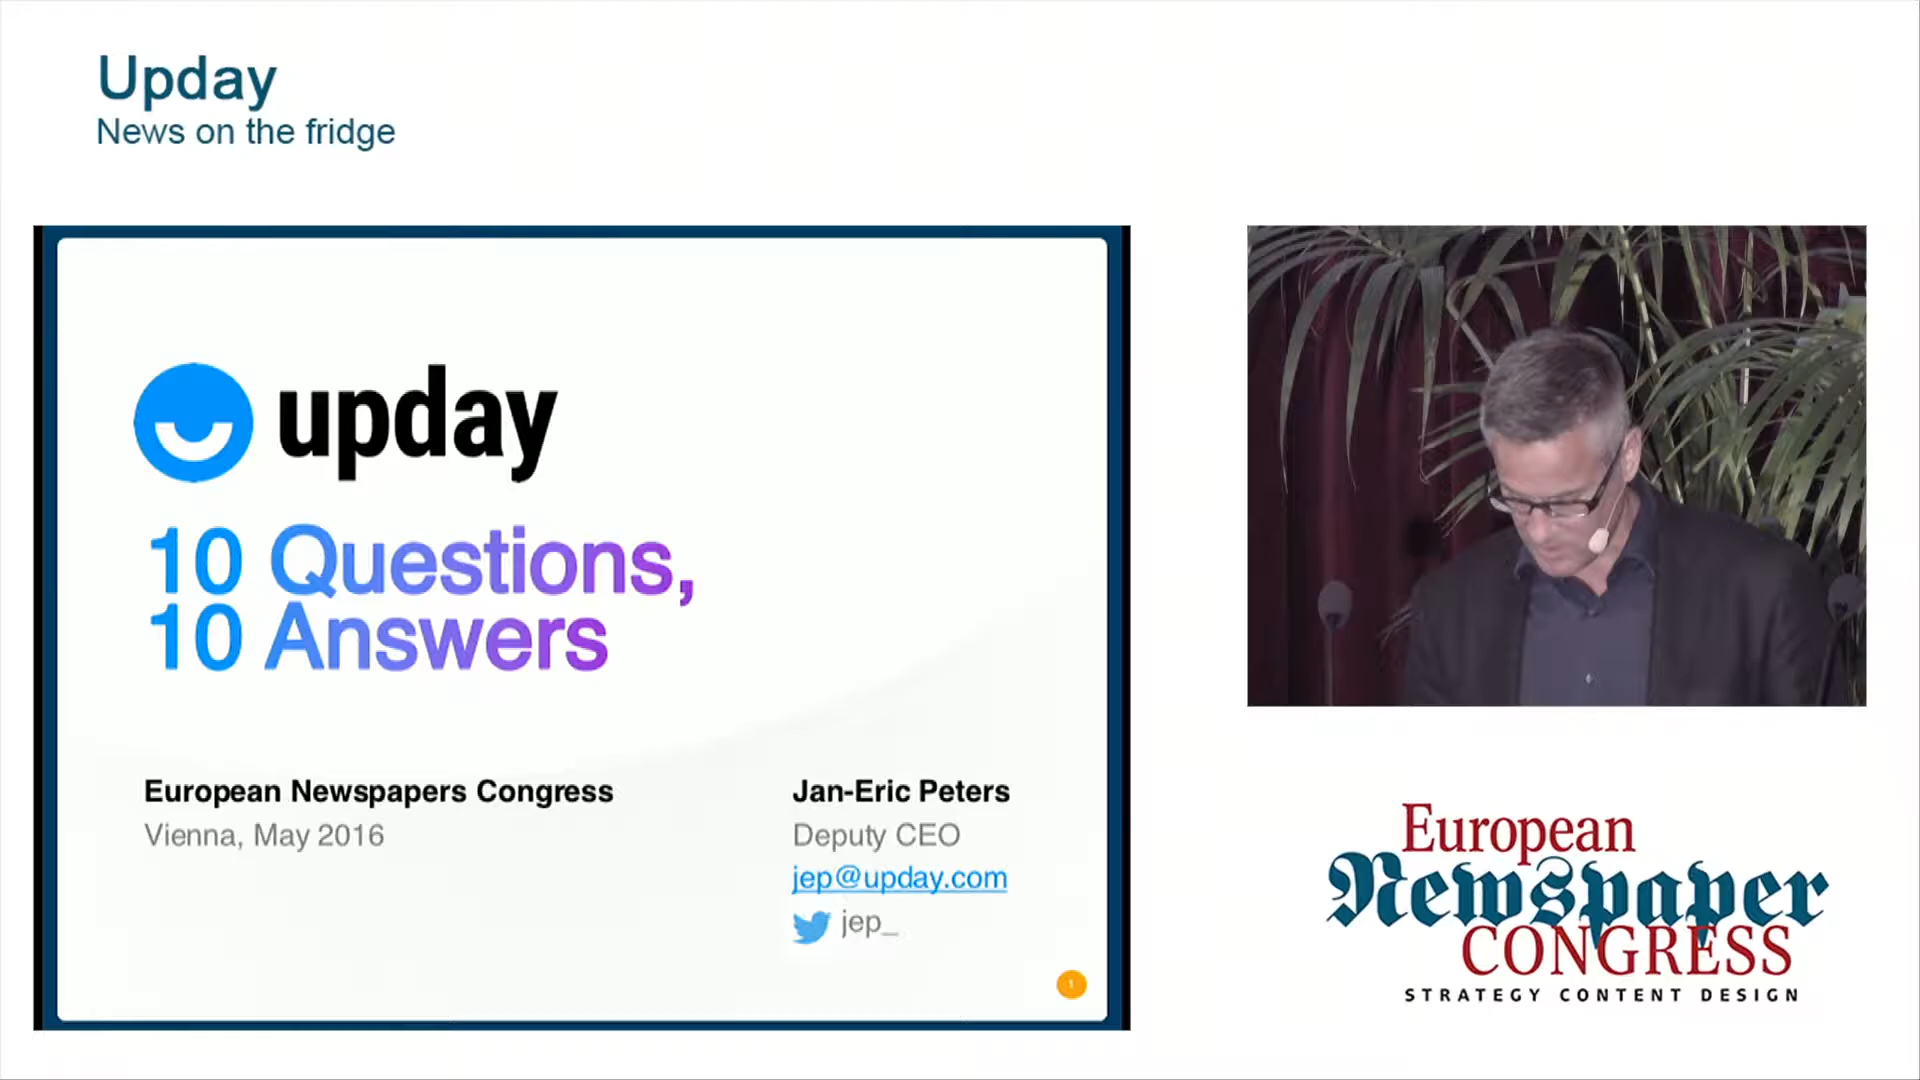 Upday
News on the fridge
upday
10 Questions,
10 Answers
European Newspapers Congress
Vienna, May 2016
Jan-Eric Peters
Deputy CEO
jep@upday.com
jep_
1
European
Newspaper
CONGRESS
STRATEGY CONTENT DESIGN